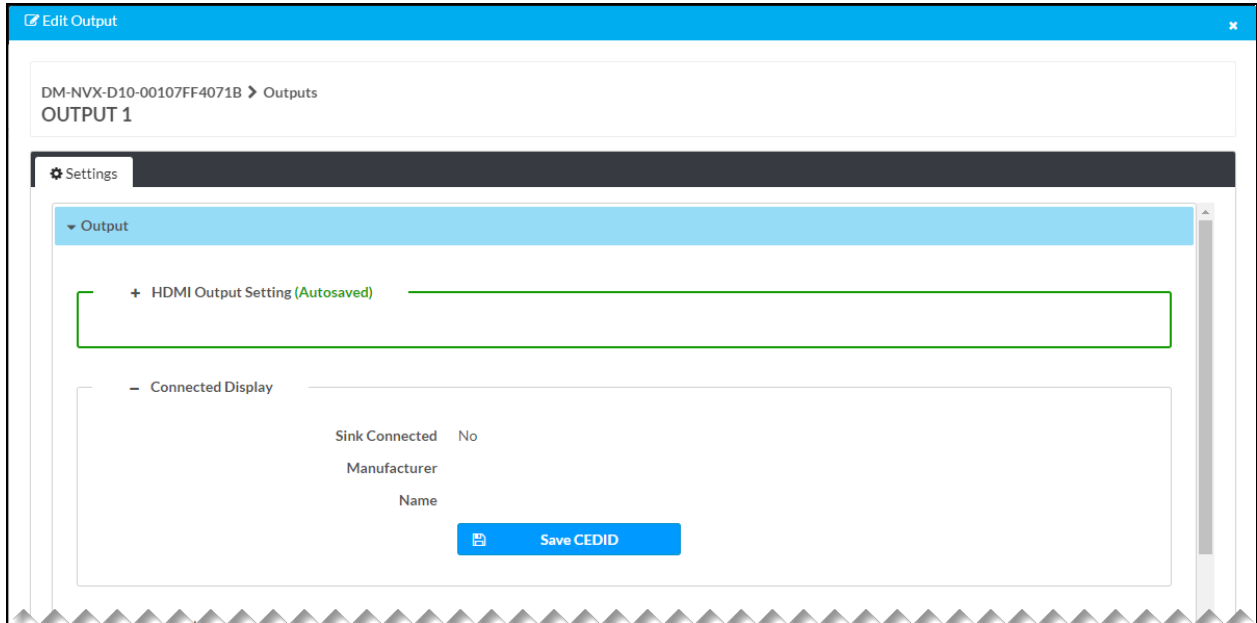 Edit Output
DM-NVX-D10-00107FF4071B > Outputs
OUTPUT 1
Settings
Output
+ HDMI Output Setting (Autosaved)
– Connected Display
Sink Connected No
Manufacturer
Name
Save CEDID